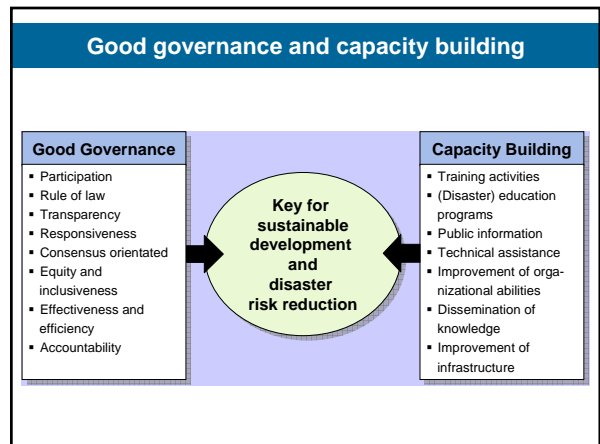 Good governance and capacity building
Good Governance
▪ Participation
▪ Rule of law
▪ Transparency
▪ Responsiveness
▪ Consensus orientated
▪ Equity and
inclusiveness
▪ Effectiveness and
efficiency
▪ Accountability
Key for
sustainable
development
and
disaster
risk reduction
Capacity Building
▪ Training activities
▪ (Disaster) education
programs
▪ Public information
▪ Technical assistance
▪ Improvement of orga-
nizational abilities
▪ Dissemination of
knowledge
▪ Improvement of
infrastructure